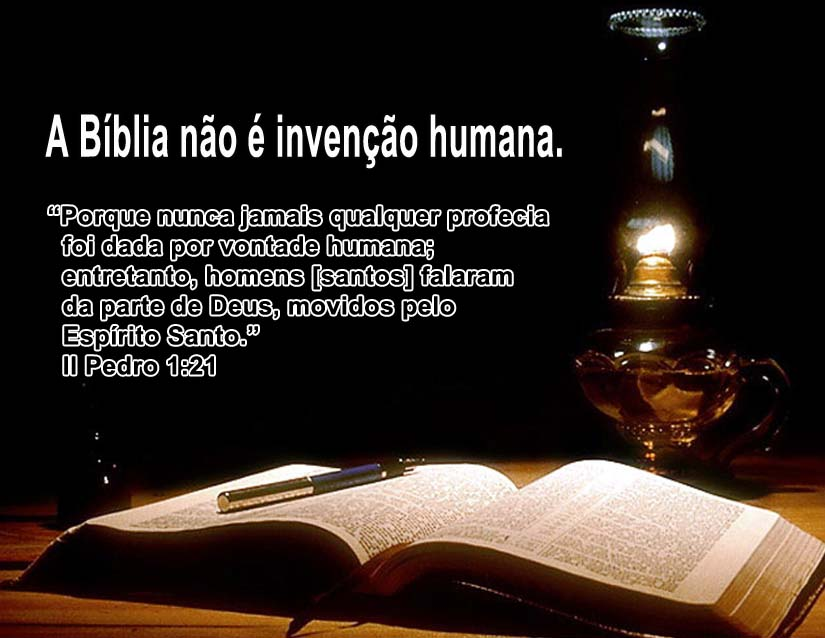 A Bíblia não é invenção humana.
“Porque nunca jamais qualquer profecia
foi dada por vontade humana;
entretanto, homens [santos] falaram
da parte de Deus, movidos pelo
Espírito Santo.”
II Pedro 1:21